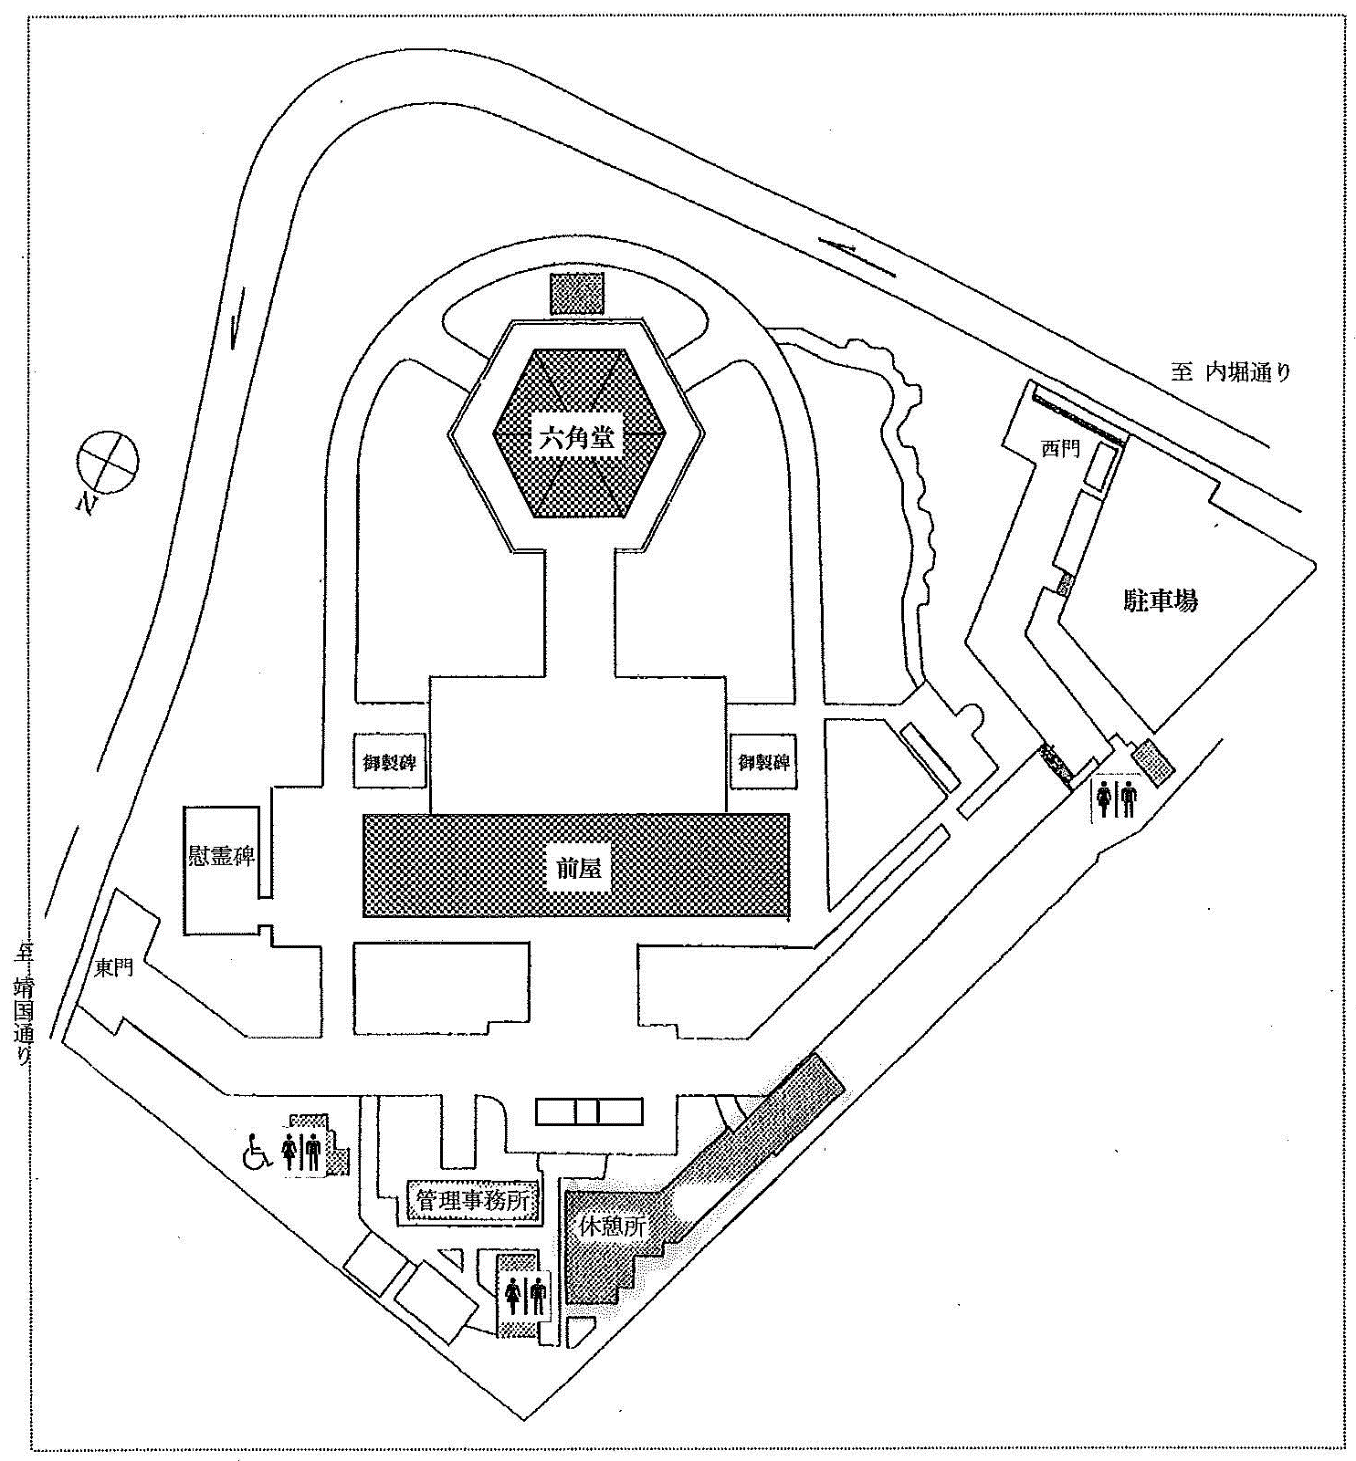 至 内堀通り
六角堂
西門
N
駐車場
御製碑
御製碑
慰霊碑
前屋
東門
至 靖国通り
管理事務所
休憩所